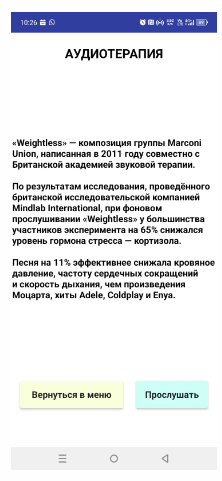 10:26
АУДИОТЕРАПИЯ
«Weightless» — композиция группы Marconi
Union, написанная в 2011 году совместно с
Британской академией звуковой терапии.
По результатам исследования, проведённого
британской исследовательской компанией
Mindlab International, при фоновом
прослушивании «Weightless» у большинства
участников эксперимента на 65% снижался
уровень гормона стресса — кортизола.
Песня на 11% эффективнее снижала кровяное
давление, частоту сердечных сокращений
и скорость дыхания, чем произведения
Моцарта, хиты Adele, Coldplay и Enya.
Вернуться в меню
Прослушать